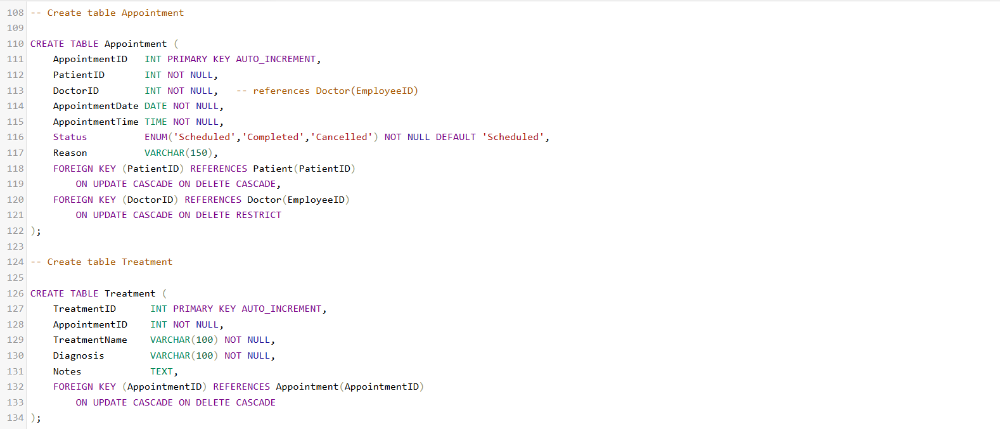 108 -- Create table Appointment
109
110 CREATE TABLE Appointment (
111     AppointmentID   INT PRIMARY KEY AUTO_INCREMENT,
112     PatientID       INT NOT NULL,
113     DoctorID        INT NOT NULL,   -- references Doctor(EmployeeID)
114     AppointmentDate DATE NOT NULL,
115     AppointmentTime TIME NOT NULL,
116     Status          ENUM('Scheduled','Completed','Cancelled') NOT NULL DEFAULT 'Scheduled',
117     Reason          VARCHAR(150),
118     FOREIGN KEY (PatientID) REFERENCES Patient(PatientID)
119         ON UPDATE CASCADE ON DELETE CASCADE,
120     FOREIGN KEY (DoctorID) REFERENCES Doctor(EmployeeID)
121         ON UPDATE CASCADE ON DELETE RESTRICT
122 );
123
124 -- Create table Treatment
125
126 CREATE TABLE Treatment (
127     TreatmentID      INT PRIMARY KEY AUTO_INCREMENT,
128     AppointmentID    INT NOT NULL,
129     TreatmentName    VARCHAR(100) NOT NULL,
130     Diagnosis        VARCHAR(100) NOT NULL,
131     Notes            TEXT,
132     FOREIGN KEY (AppointmentID) REFERENCES Appointment(AppointmentID)
133         ON UPDATE CASCADE ON DELETE CASCADE
134 );